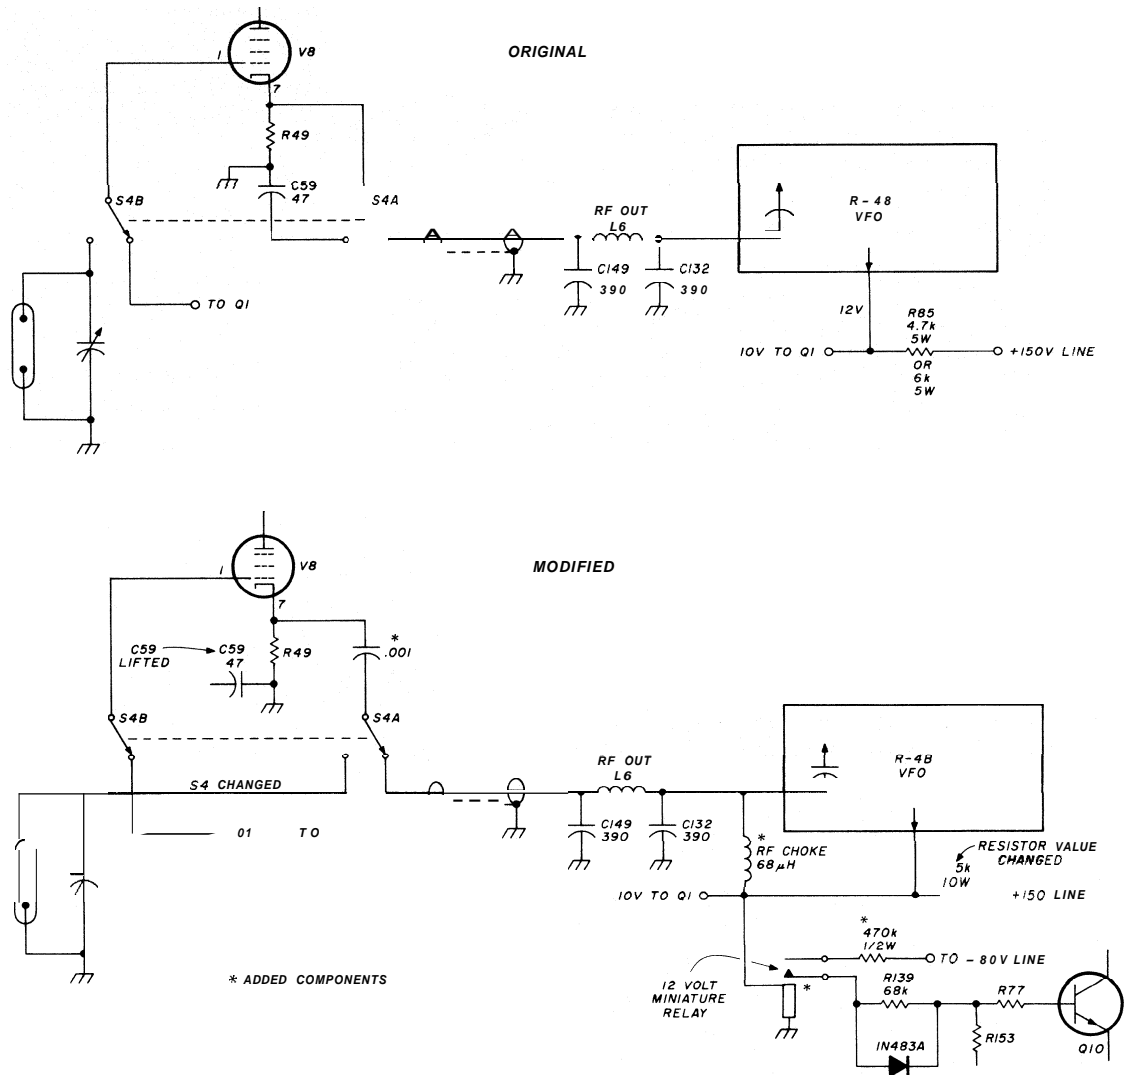 ORIGINAL
1
V8
7
R49
C59
47
S4B
S4A
TO Q1
RF OUT
L6
C149
390
C132
390
R-48
VFO
12V
R85
4.7k
5W
OR
6k
5W
10V TO Q1
+150V LINE
MODIFIED
1
V8
7
C59
LIFTED
C59
47
R49
*
.001
S4B
S4A
S4 CHANGED
01 TO
RF OUT
L6
C149
390
C132
390
R-4B
VFO
*
RF CHOKE
68μH
RESISTOR VALUE
CHANGED
5k
10W
10V TO Q1
+150 LINE
*
470k
1/2W
TO -80V LINE
* ADDED COMPONENTS
12 VOLT
MINIATURE
RELAY
*
R139
68k
R77
1N483A
R153
Q10